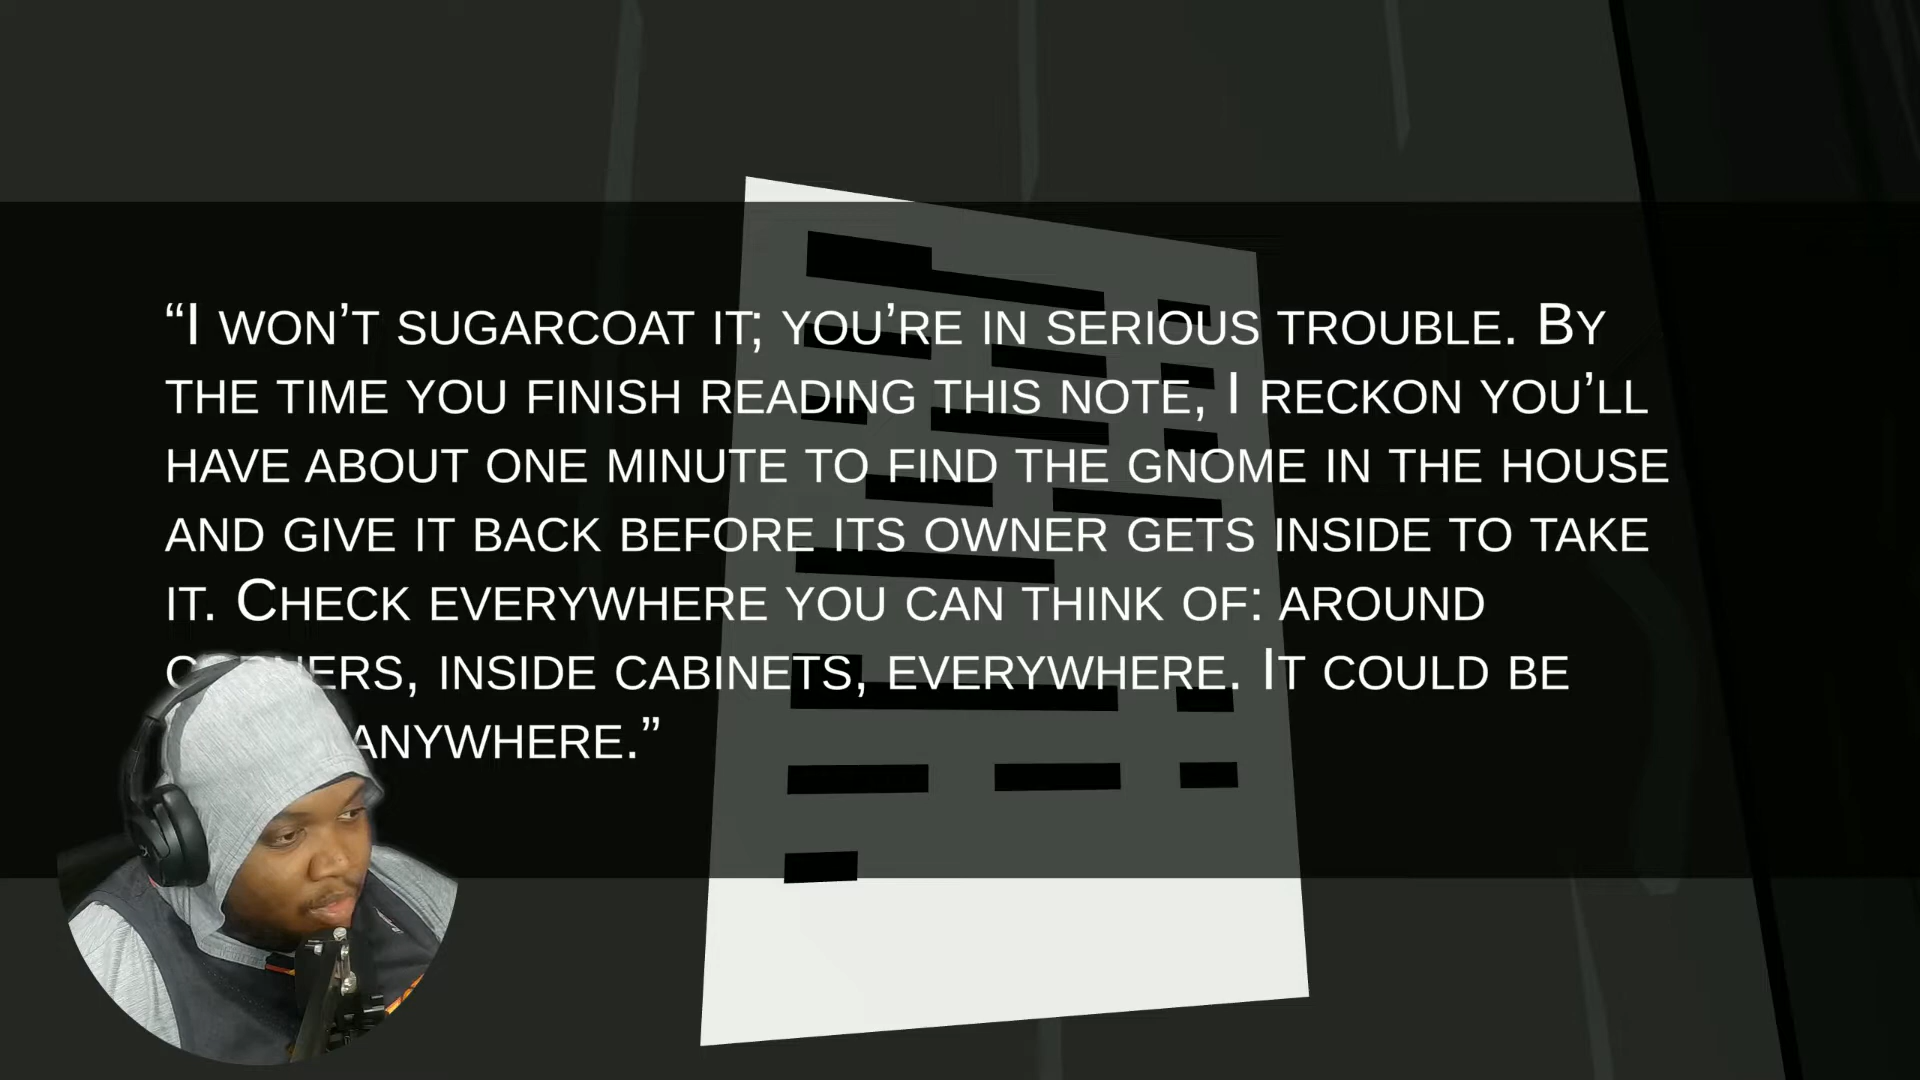 “I WON’T SUGARCOAT IT; YOU’RE IN SERIOUS TROUBLE. BY
THE TIME YOU FINISH READING THIS NOTE, I RECKON YOU’LL
HAVE ABOUT ONE MINUTE TO FIND THE GNOME IN THE HOUSE
AND GIVE IT BACK BEFORE ITS OWNER GETS INSIDE TO TAKE
IT. CHECK EVERYWHERE YOU CAN THINK OF: AROUND
CORNERS, INSIDE CABINETS, EVERYWHERE. IT COULD BE
ANYWHERE.”